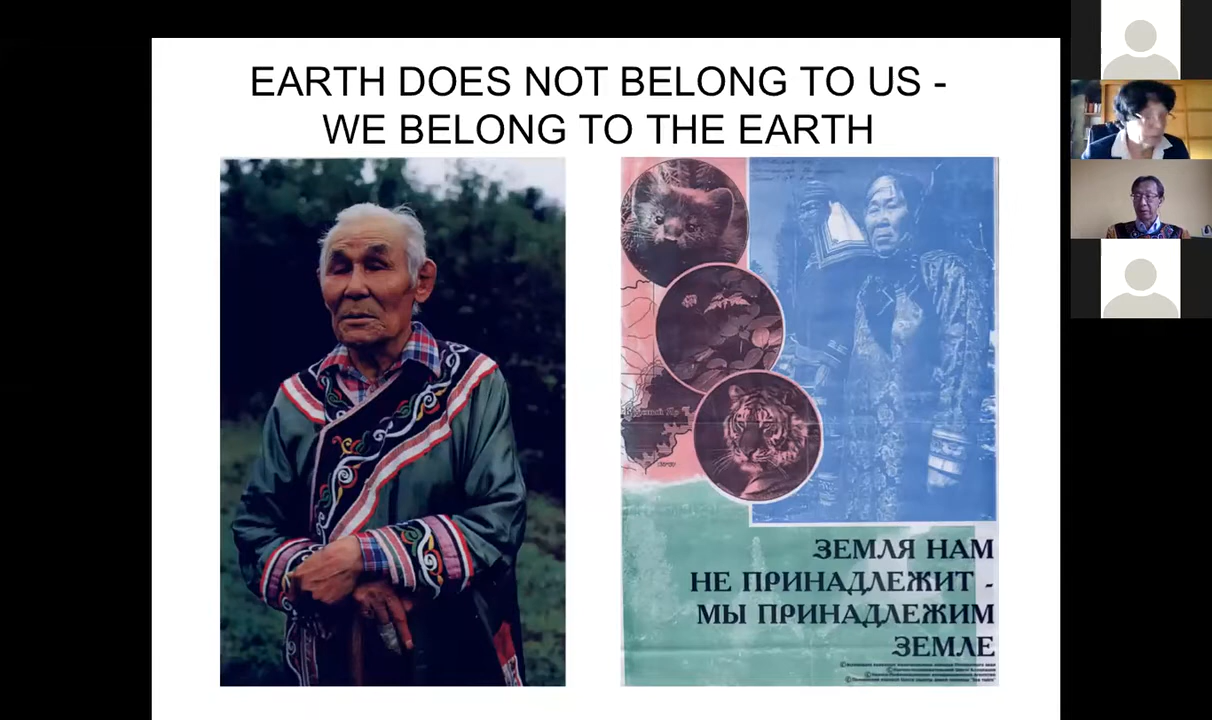 EARTH DOES NOT BELONG TO US -
WE BELONG TO THE EARTH
ЗЕМЛЯ НАМ
НЕ ПРИНАДЛЕЖИТ -
МЫ ПРИНАДЛЕЖИМ
ЗЕМЛЕ